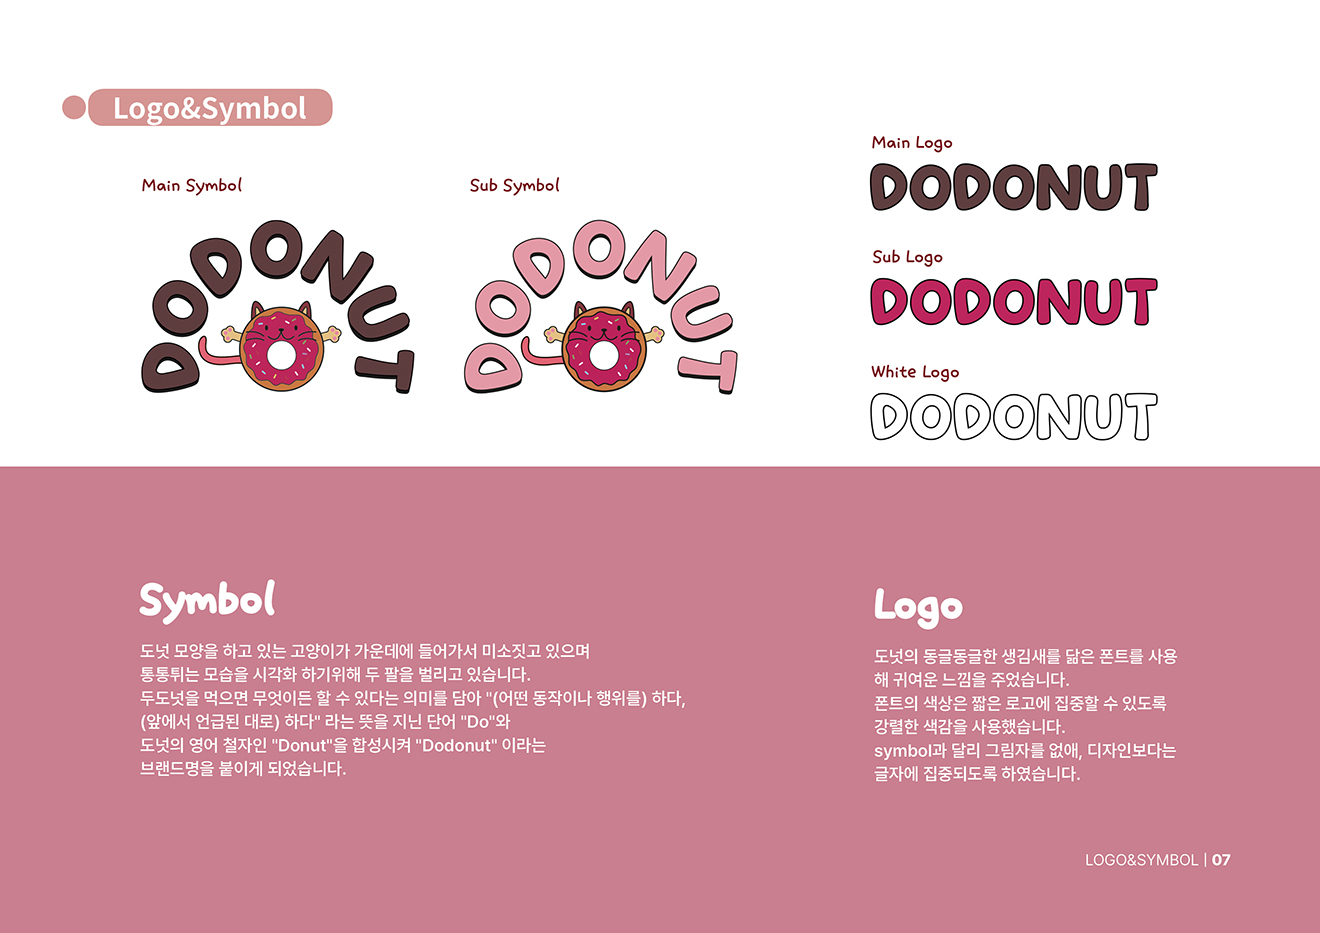 Logo&Symbol
Main Symbol
DODONUT
Sub Symbol
DODONUT
Main Logo
DODONUT
Sub Logo
DODONUT
White Logo
DODONUT
Symbol
도넛 모양을 하고 있는 고양이가 가운데에 들어가서 미소짓고 있으며
통통튀는 모습을 시각화 하기위해 두 팔을 벌리고 있습니다.
두도넛을 먹으면 무엇이든 할 수 있다는 의미를 담아 "(어떤 동작이나 행위를) 하다,
(앞에서 언급된 대로) 하다" 라는 뜻을 지닌 단어 "Do"와
도넛의 영어 철자인 "Donut"을 합성시켜 "Dodonut" 이라는
브랜드명을 붙이게 되었습니다.
Logo
도넛의 동글동글한 생김새를 닮은 폰트를 사용
해 귀여운 느낌을 주었습니다.
폰트의 색상은 짧은 로고에 집중할 수 있도록
강렬한 색감을 사용했습니다.
symbol과 달리 그림자를 없애, 디자인보다는
글자에 집중되도록 하였습니다.
LOGO&SYMBOL | 07